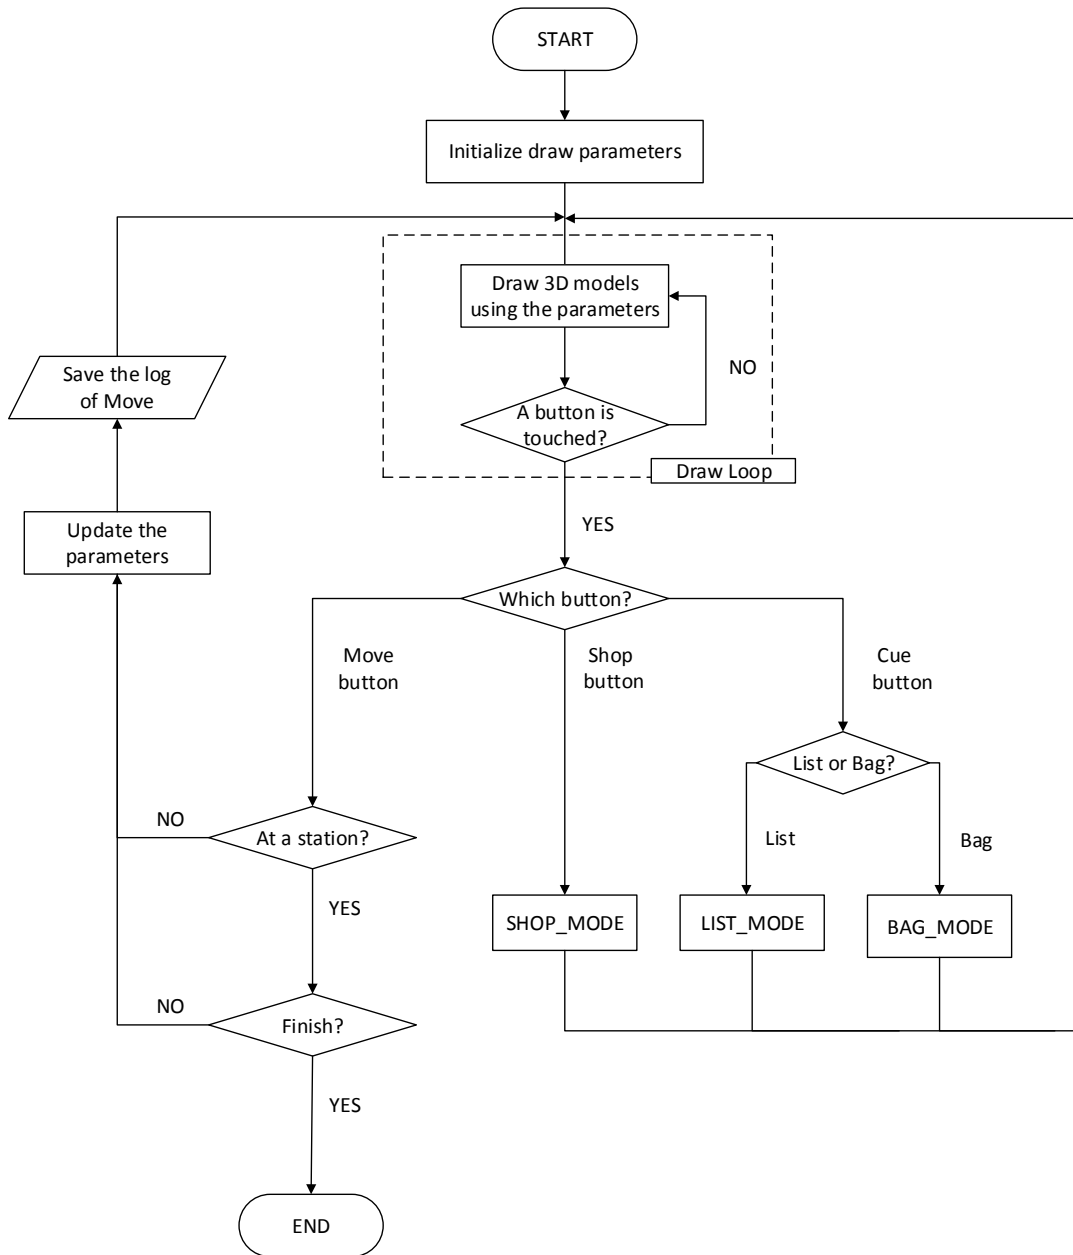 START
Initialize draw parameters
Draw 3D models
using the parameters
NO
Save the log
of Move
A button is
touched?
Draw Loop
YES
Update the
parameters
Which button?
Move
button
Shop
button
Cue
button
List or Bag?
NO
At a station?
List
Bag
YES
SHOP_MODE
LIST_MODE
BAG_MODE
NO
Finish?
YES
END